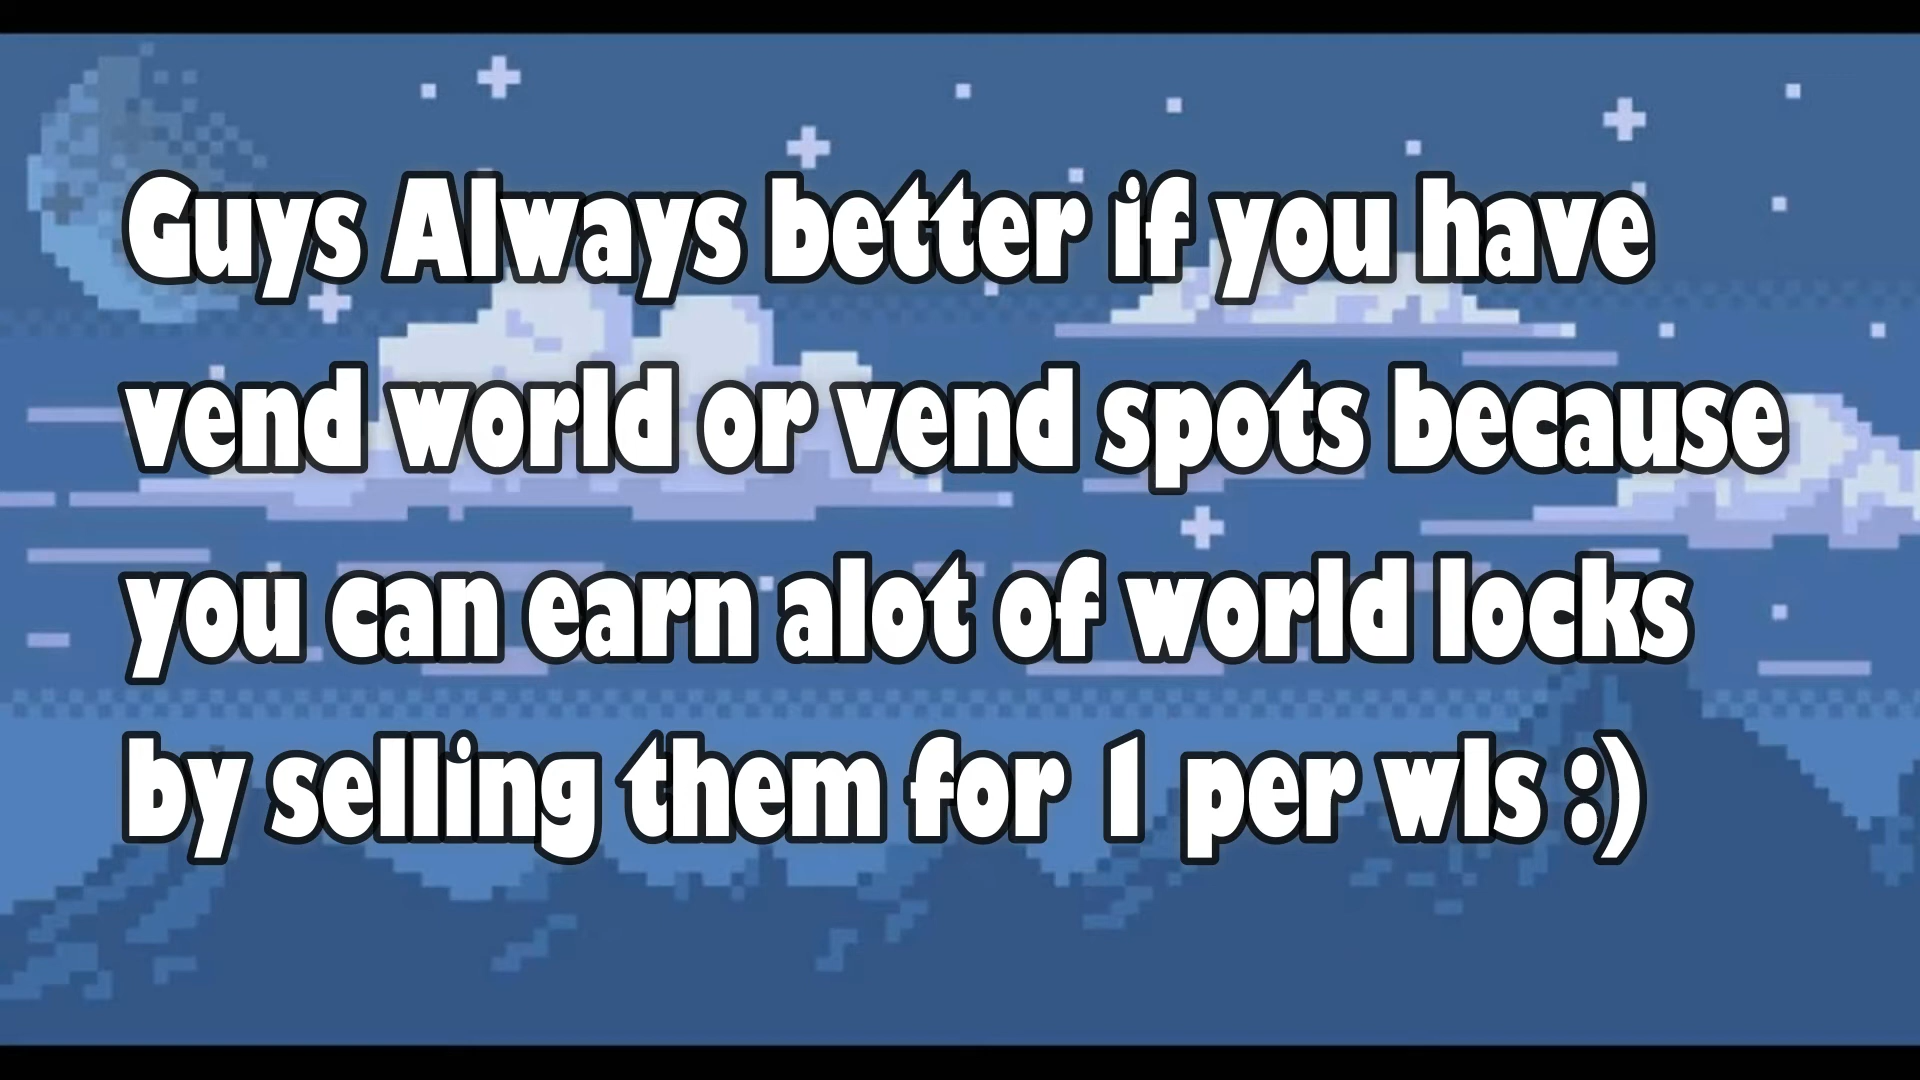 Guys Always better if you have
vend world or vend spots because
you can earn alot of world locks
by selling them for 1 per wls :)